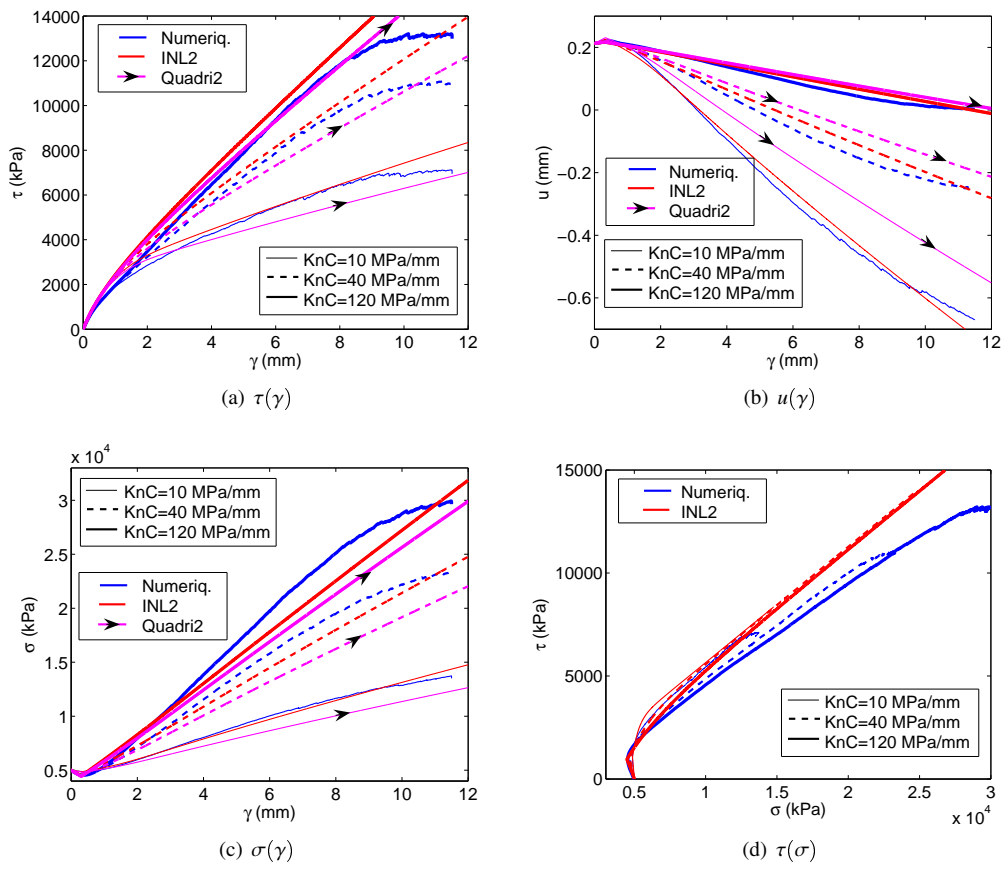 14000
12000
10000
8000
6000
4000
2000
0
τ (kPa)
Numeriq.
INL2
Quadri2
KnC=10 MPa/mm
KnC=40 MPa/mm
KnC=120 MPa/mm
0 2 4 6 8 10 12
γ (mm)
(a) τ(γ)
0.2
0
−0.2
−0.4
−0.6
u (mm)
Numeriq.
INL2
Quadri2
KnC=10 MPa/mm
KnC=40 MPa/mm
KnC=120 MPa/mm
0 2 4 6 8 10 12
γ (mm)
(b) u(γ)
x 10⁴
3
2.5
2
1.5
1
0.5
σ (kPa)
KnC=10 MPa/mm
KnC=40 MPa/mm
KnC=120 MPa/mm
Numeriq.
INL2
Quadri2
0 2 4 6 8 10 12
γ (mm)
(c) σ(γ)
15000
10000
5000
0
τ (kPa)
Numeriq.
INL2
KnC=10 MPa/mm
KnC=40 MPa/mm
KnC=120 MPa/mm
0.5 1 1.5 2 2.5 3
σ (kPa)
x 10⁴
(d) τ(σ)